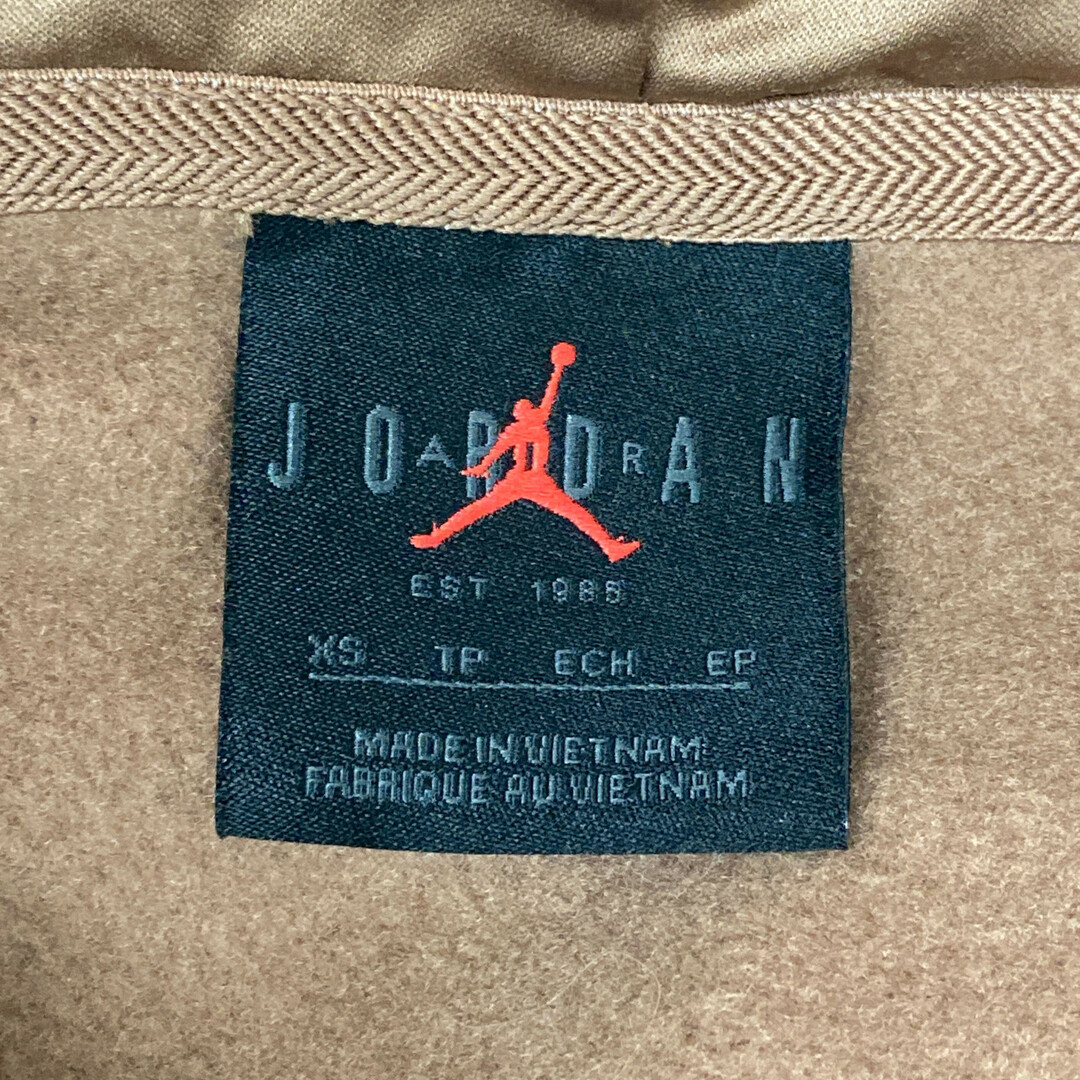 JORDAN
AIR
EST 1985
XS TP ECH EP
MADE IN VIETNAM
FABRIQUE AU VIETNAM